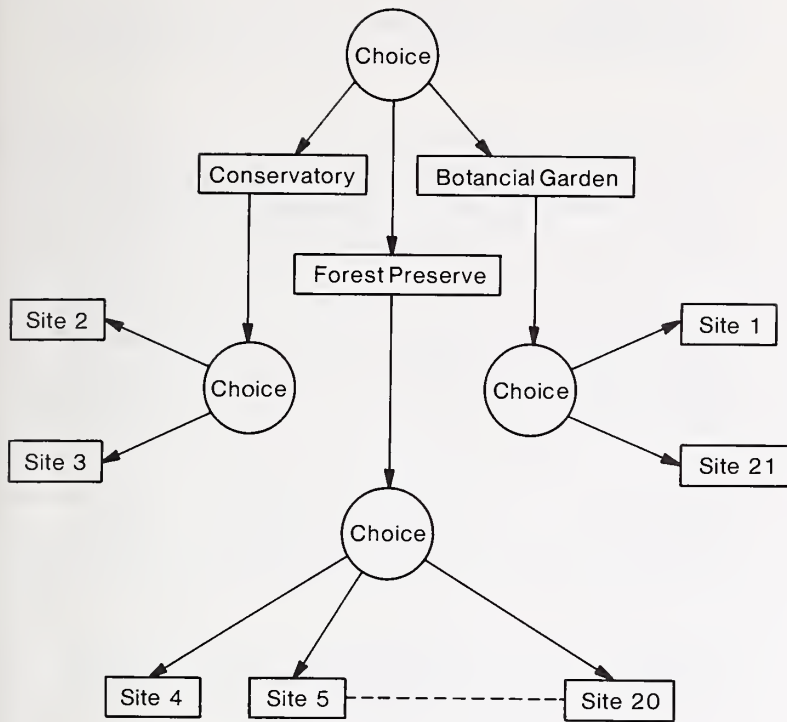 Choice
Conservatory
Botancial Garden
Forest Preserve
Site 2
Site 1
Choice
Choice
Site 3
Site 21
Choice
Site 4
Site 5
Site 20